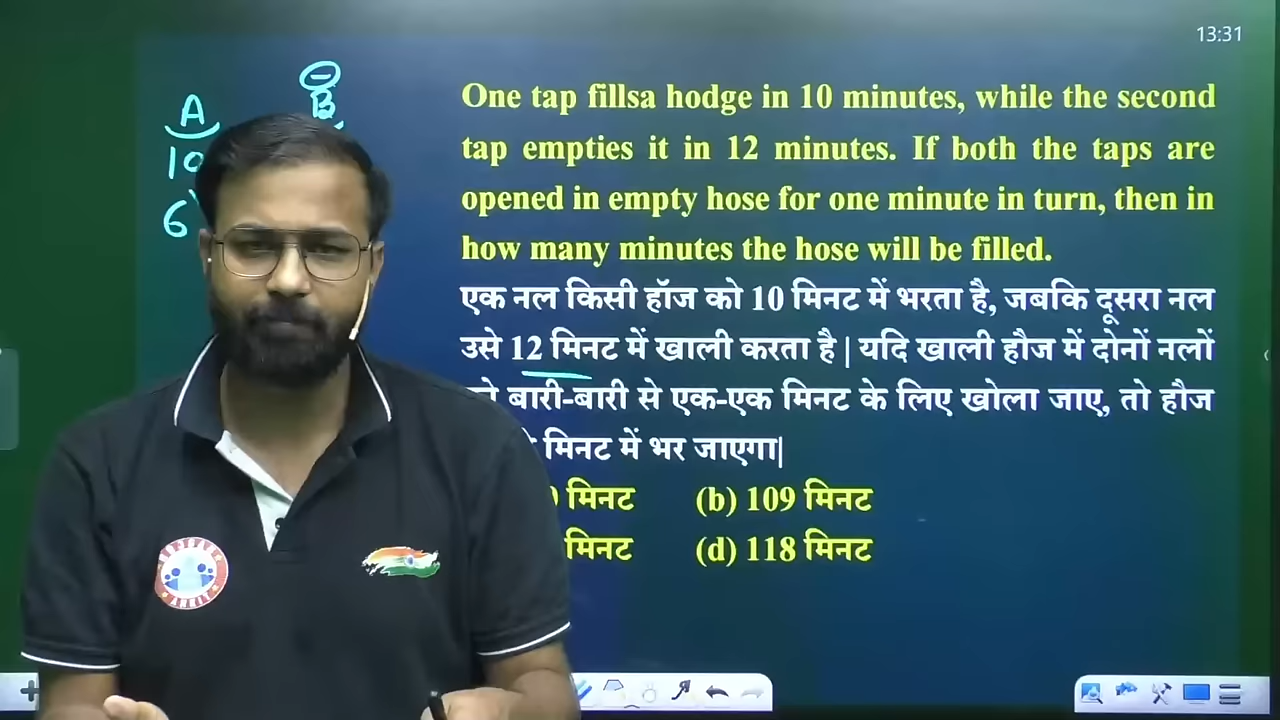 13:31
A
B
10
6
One tap fillsa hodge in 10 minutes, while the second
tap empties it in 12 minutes. If both the taps are
opened in empty hose for one minute in turn, then in
how many minutes the hose will be filled.
एक नल किसी हॉज को 10 मिनट में भरता है, जबकि दूसरा नल
उसे 12 मिनट में खाली करता है | यदि खाली हौज में दोनों नलों
बारी-बारी से एक-एक मिनट के लिए खोला जाए, तो हौज
मिनट में भर जाएगा|
मिनट (b) 109 मिनट
मिनट (d) 118 मिनट
ANKIT